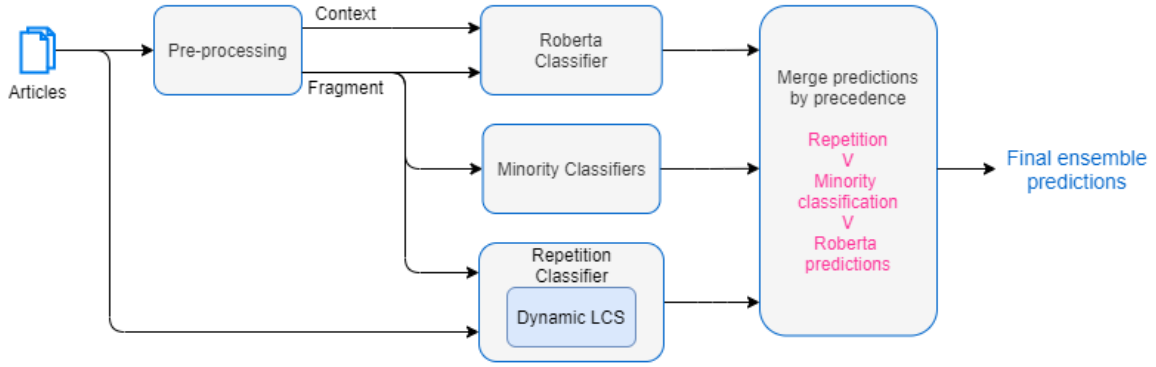 Articles
Pre-processing
Context
Fragment
Roberta
Classifier
Minority Classifiers
Repetition
Classifier
Dynamic LCS
Merge predictions
by precedence
Repetition
V
Minority
classification
V
Roberta
predictions
Final ensemble
predictions